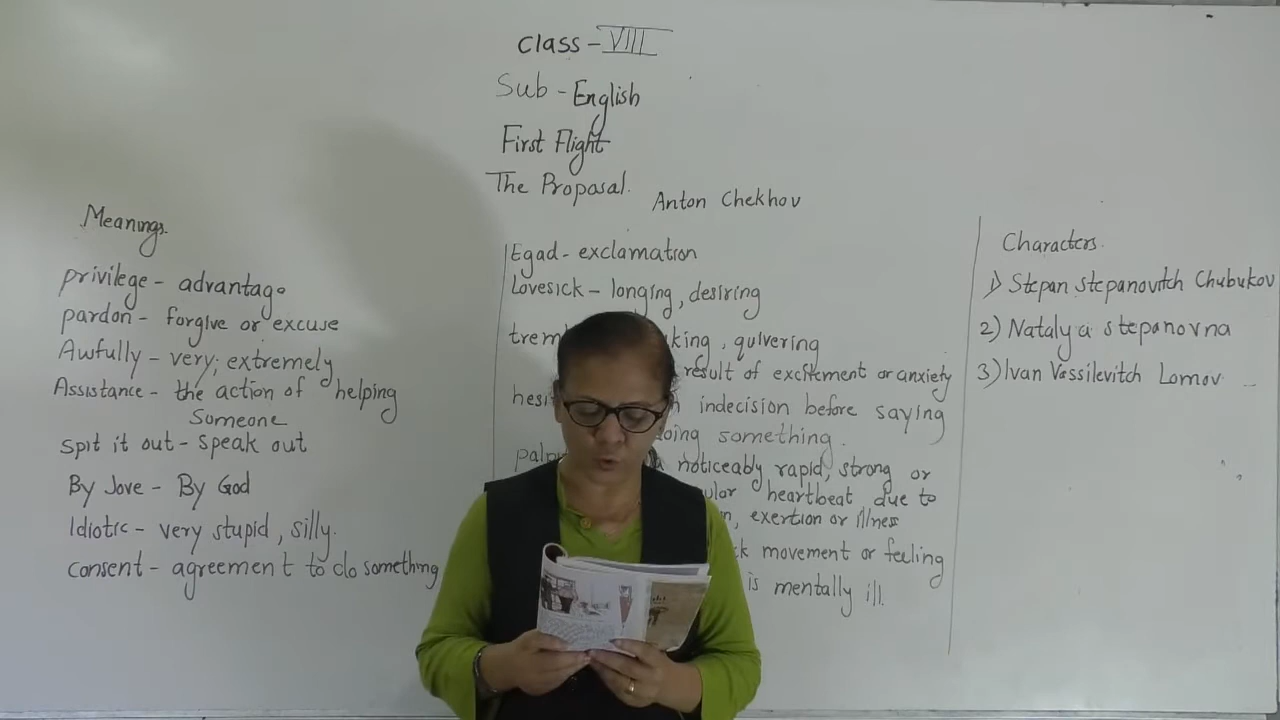 Class - VIII
Sub - English
First Flight
The Proposal.
Anton Chekhov
Meanings
privilege - advantage
pardon - forgive or excuse
Awfully - very; extremely
Assistance - the action of helping
someone
spit it out - speak out
By Jove - By God
Idiotic - very stupid, silly.
consent - agreement to do something
Egad - exclamation
Lovesick - longing, desiring
quivering
result of excitement or anxiety
indecision before saying
doing something.
noticeably rapid, strong or
heartbeat due to
exertion or illness
movement or feeling
is mentally ill.
Characters.
1) Stepan Stepanovitch Chubukov
2) Natalya stepanovna
3) Ivan Vassilevitch Lomov